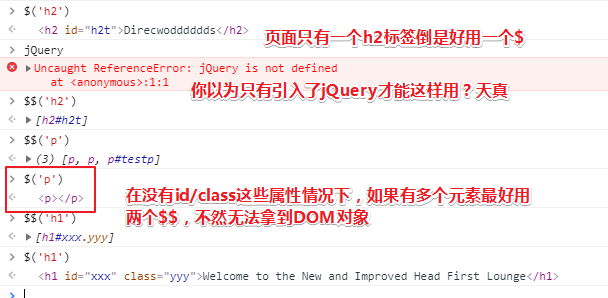 $('h2')
<h2 id="h2t">Direcwodddddds</h2>
页面只有一个h2标签倒是好用一个$
jQuery
Uncaught ReferenceError: jQuery is not defined
at <anonymous>:1:1
你以为只有引入了jQuery才能这样用？天真
$$('h2')
[h2#h2t]
$$('p')
(3) [p, p, p#testp]
$('p')
<p></p>
在没有id/class这些属性情况下，如果有多个元素最好用
两个$$，不然无法拿到DOM对象
$$('h1')
[h1#xxx.yyy]
$('h1')
<h1 id="xxx" class="yyy">Welcome to the New and Improved Head First Lounge</h1>